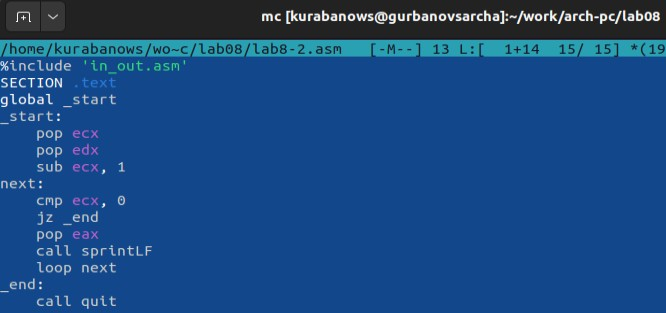 mc [kurabanows@gurbanovsarcha]:~/work/arch-pc/lab08
/home/kurabanows/wo~c/lab08/lab8-2.asm   [-M--] 13 L:[  1+14  15/ 15] *(19
%include 'in_out.asm'
SECTION .text
global _start
_start:
    pop ecx
    pop edx
    sub ecx, 1
next:
    cmp ecx, 0
    jz _end
    pop eax
    call sprintLF
    loop next
_end:
    call quit